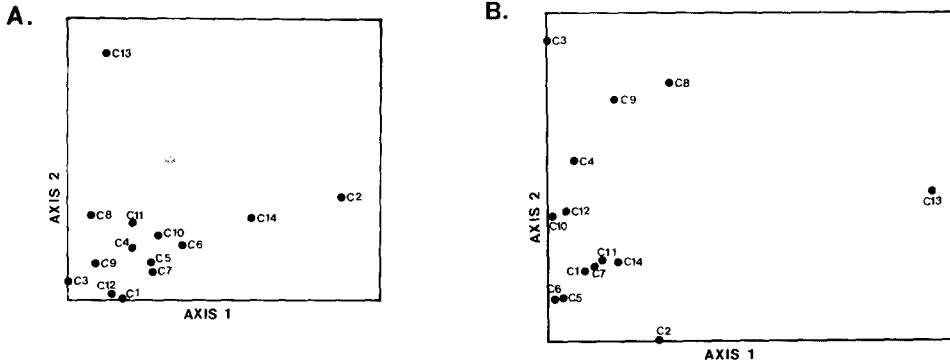 A.
C13
C2
C8
C11
C14
C10
C4
C6
C9
C5
C7
C3
C12
C1
AXIS 2
AXIS 1
B.
C3
C8
C9
C4
C13
C12
C10
C11
C14
C1
C7
C6
C5
C2
AXIS 2
AXIS 1